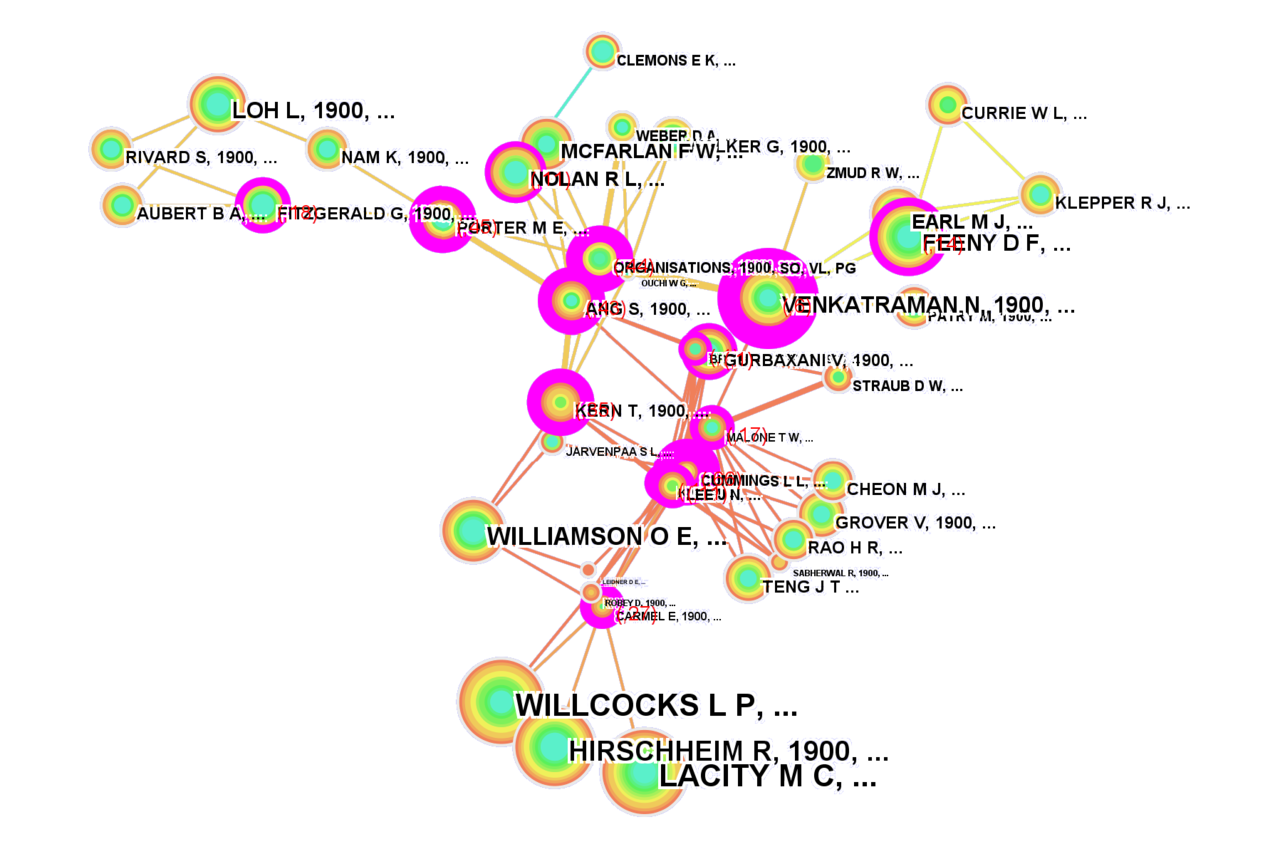 CLEMONS E K, ...
LOH L, 1900, ...
CURRIE W L, ...
WEBER D A,
MCFARLAN F W, ...
WALKER G, 1900, ...
RIVARD S, 1900, ...
NAM K, 1900, ...
ZMUD R W, ...
NOLAN R L, ...
KLEPPER R J, ...
AUBERT B A, ...
FITZGERALD G, 1900, ...
PORTER M E, ...
EARL M J, ...
FEENY D F, ...
ORGANISATIONS, 1900, SO, VL, PG
OUCHI W G, ...
VENKATRAMAN N, 1900, ...
ANG S, 1900, ...
PATRY M, 1900, ...
GURBAXANI V, 1900, ...
STRAUB D W, ...
KERN T, 1900, ...
MALONE T W, ...
JARVENPAA S L, ...
CUMMINGS L L, ...
LEE J N, ...
CHEON M J, ...
GROVER V, 1900, ...
WILLIAMSON O E, ...
RAO H R, ...
SABHERWAL R, 1900, ...
LEIDNER D E, ...
TENG J T ...
ROBEY D, 1900, ...
CARMEL E, 1900, ...
WILLCOCKS L P, ...
HIRSCHHEIM R, 1900, ...
LACITY M C, ...